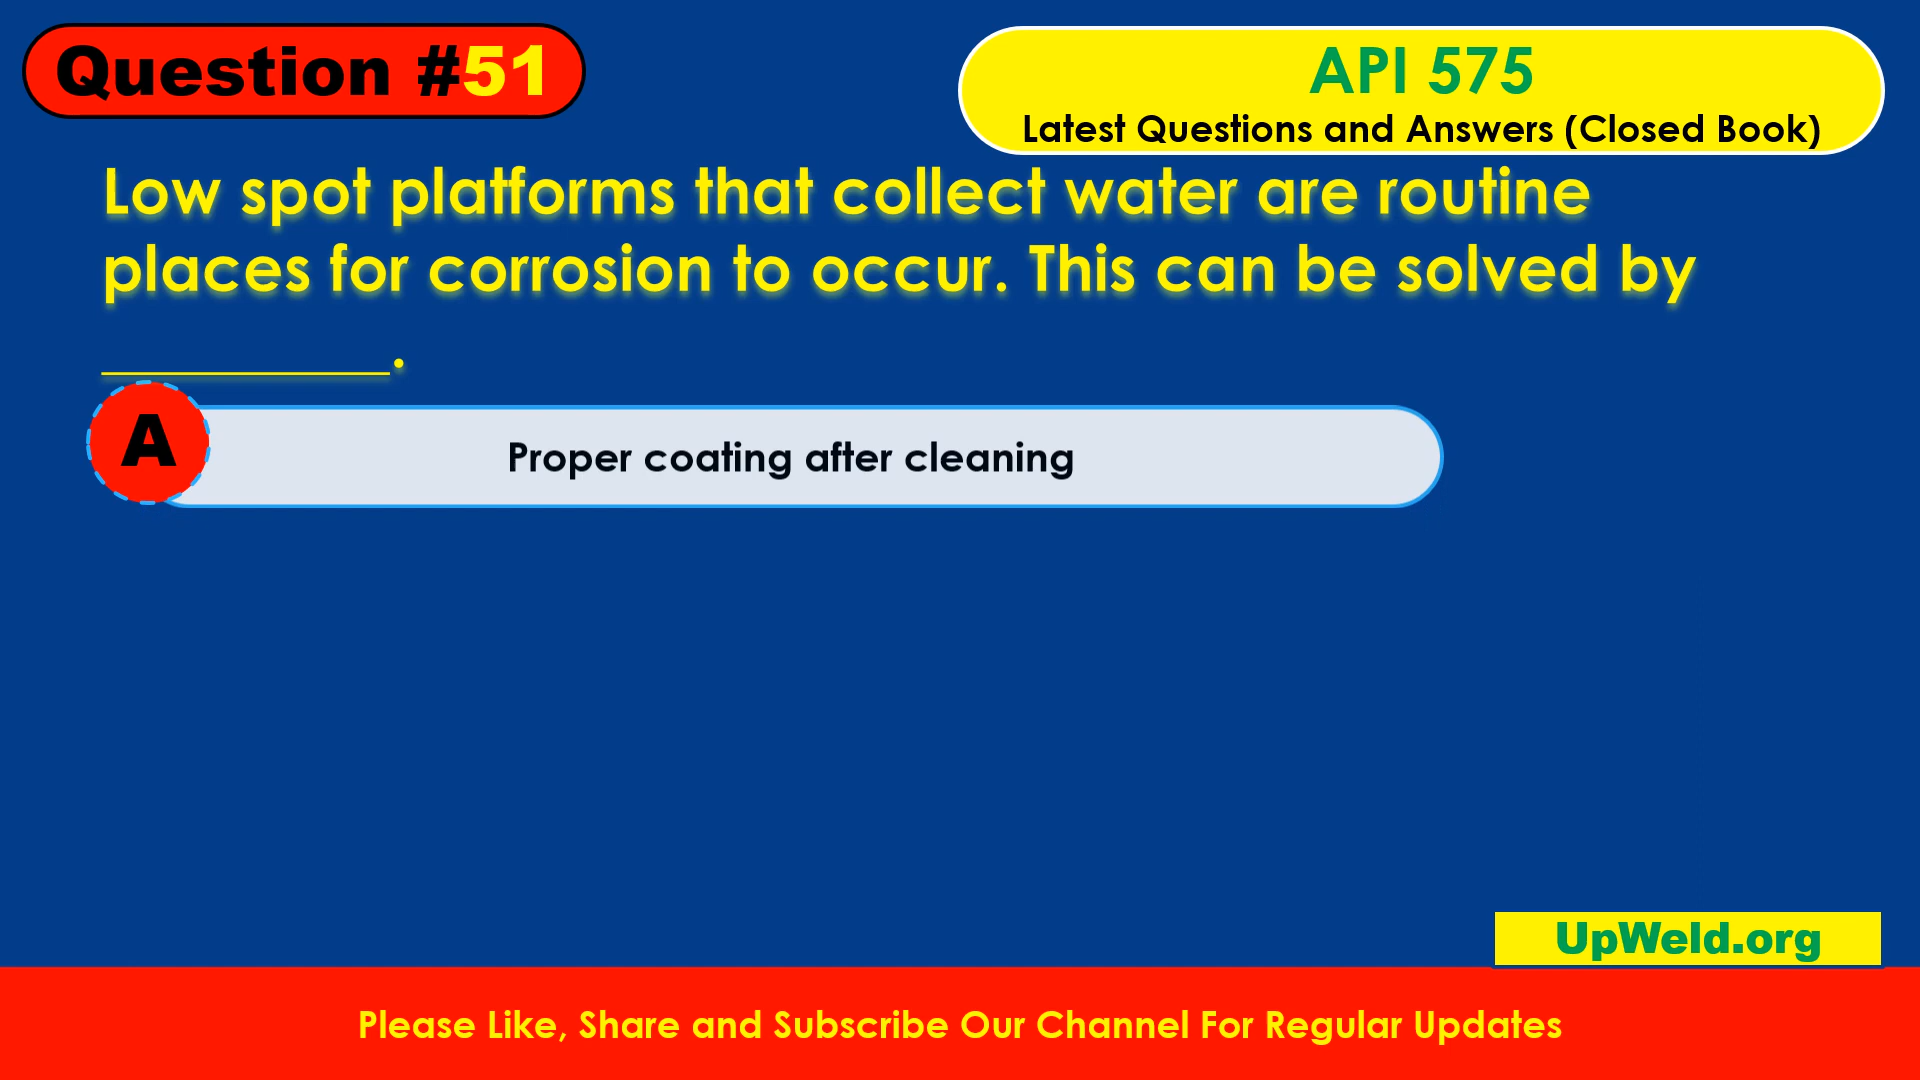 Question #51
API 575
Latest Questions and Answers (Closed Book)
Low spot platforms that collect water are routine
places for corrosion to occur. This can be solved by
___________.
A
Proper coating after cleaning
UpWeld.org
Please Like, Share and Subscribe Our Channel For Regular Updates